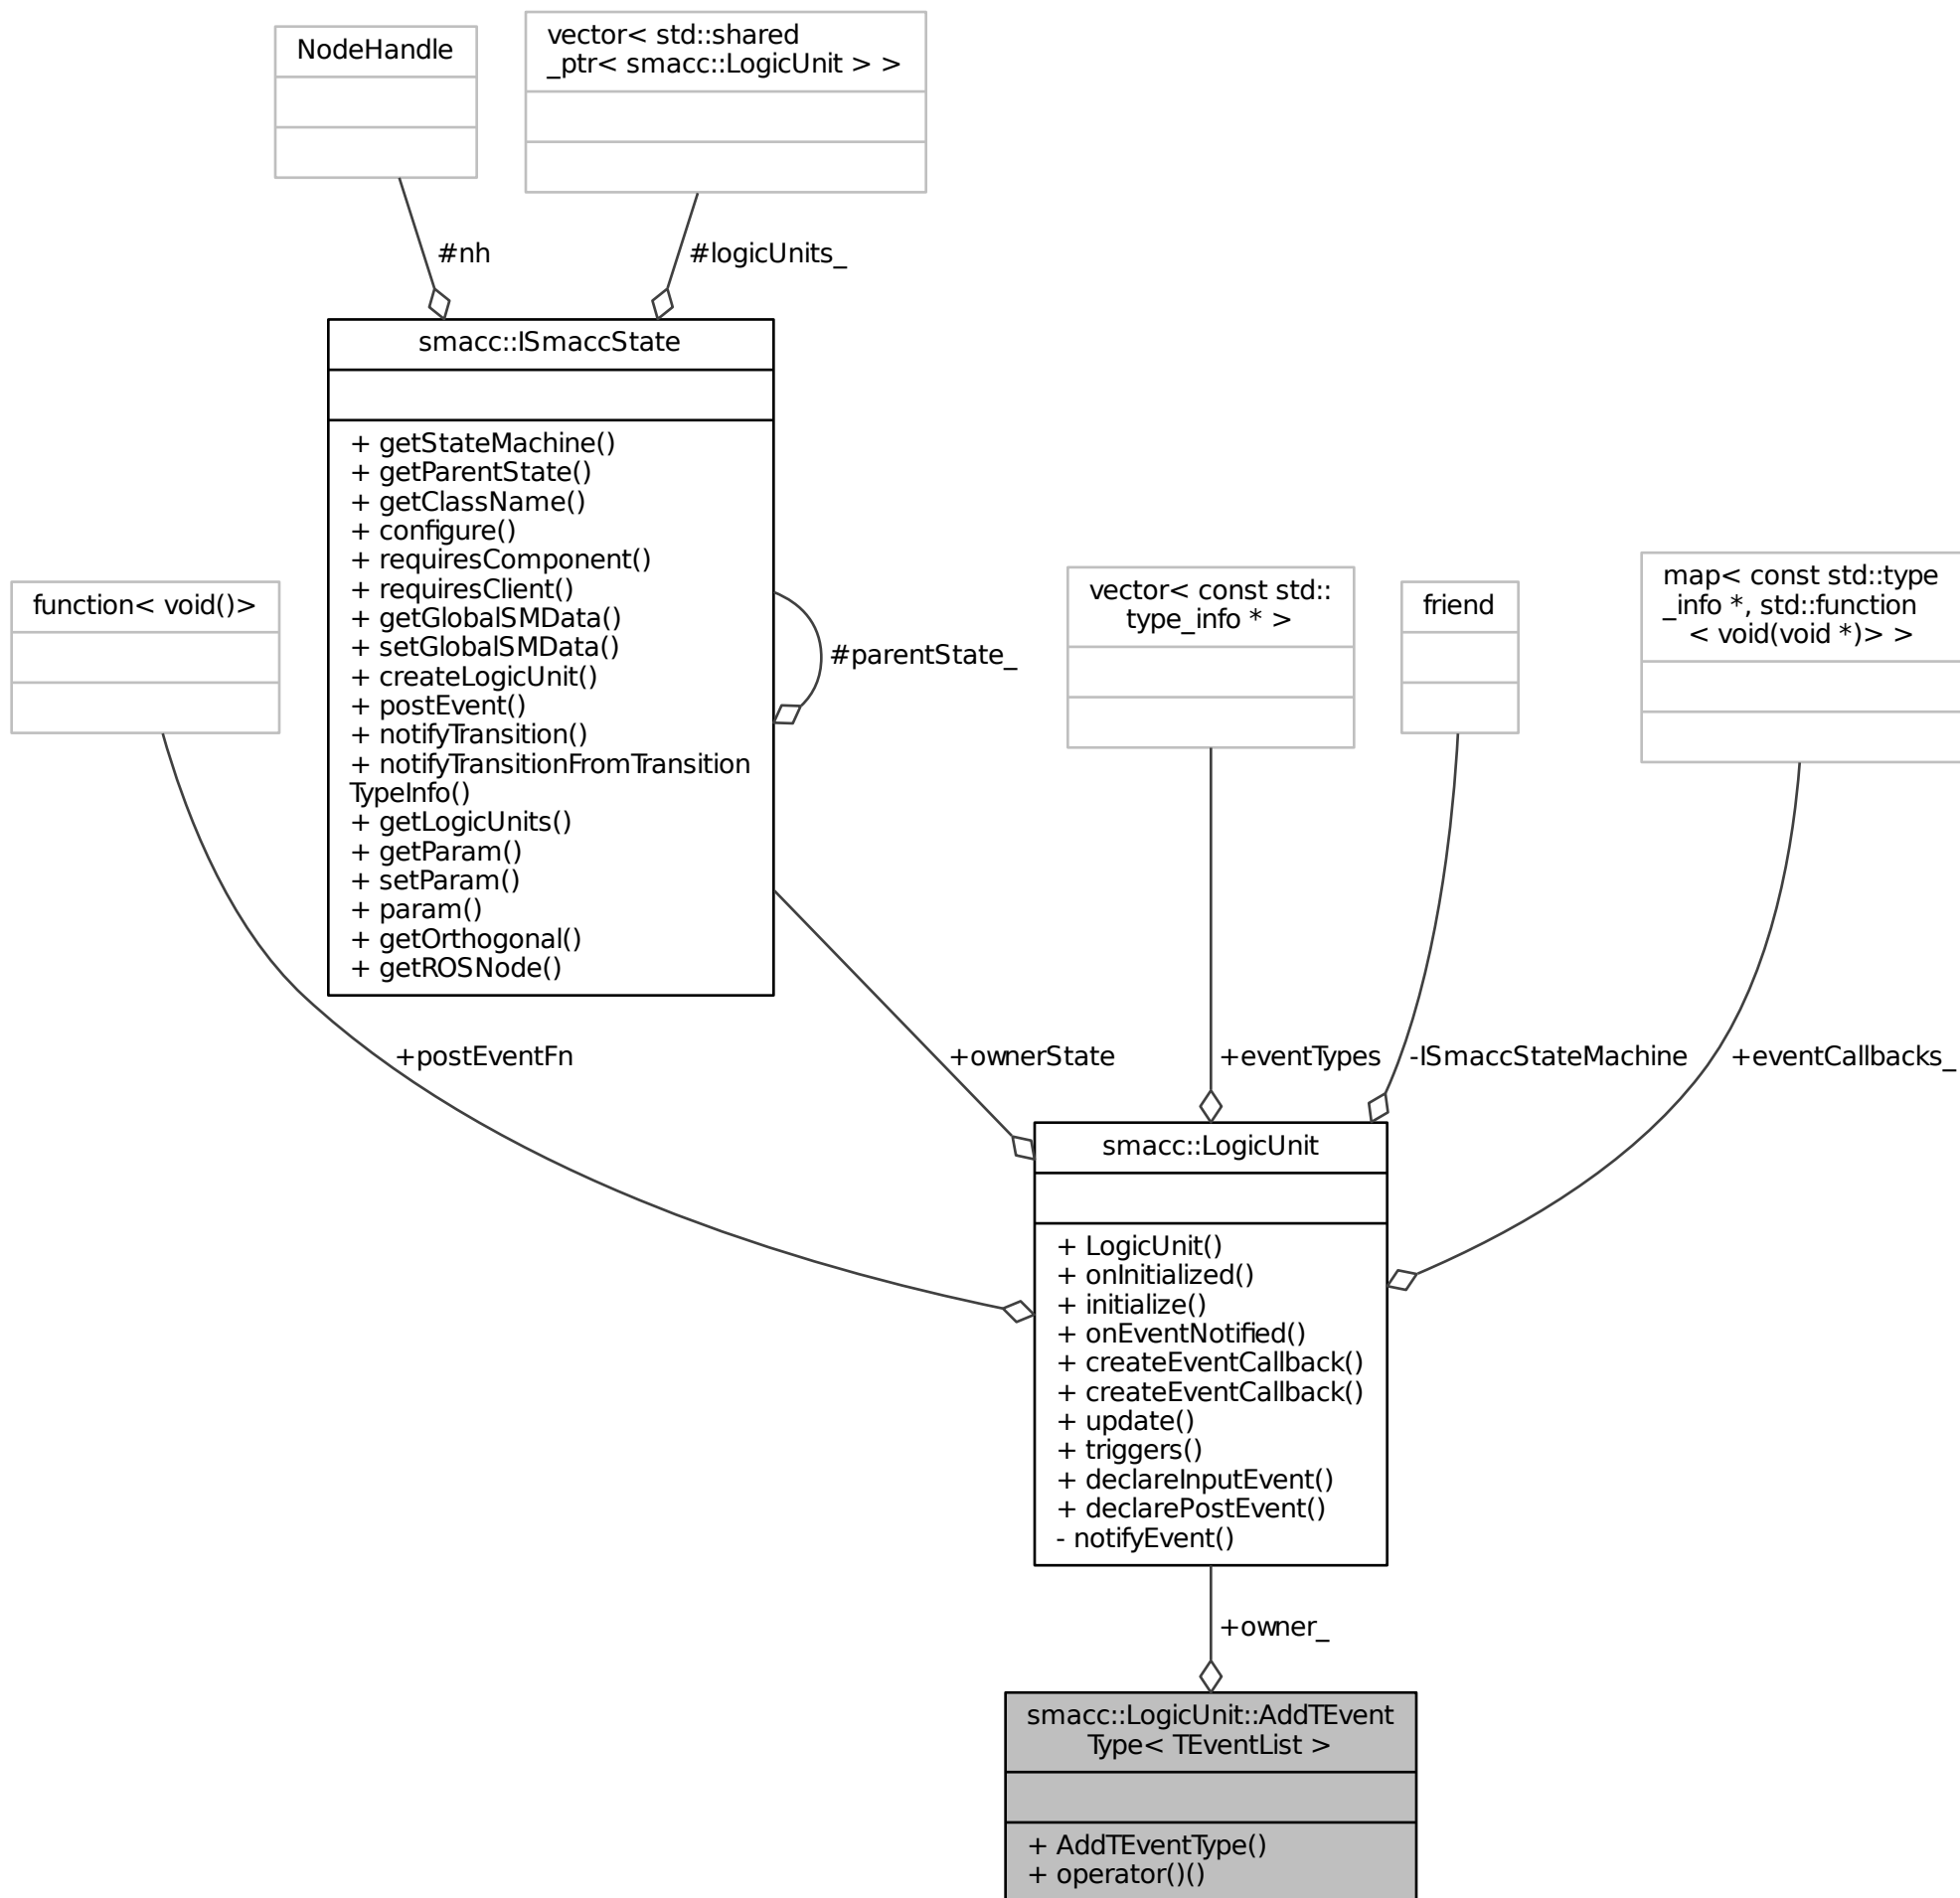 NodeHandle
vector< std::shared
_ptr< smacc::LogicUnit > >
#nh
#logicUnits_
smacc::ISmaccState
+ getStateMachine()
+ getParentState()
+ getClassName()
+ configure()
+ requiresComponent()
+ requiresClient()
+ getGlobalSMData()
+ setGlobalSMData()
+ createLogicUnit()
+ postEvent()
+ notifyTransition()
+ notifyTransitionFromTransition
TypeInfo()
+ getLogicUnits()
+ getParam()
+ setParam()
+ param()
+ getOrthogonal()
+ getROSNode()
#parentState_
function< void()>
vector< const std::
type_info * >
friend
map< const std::type
_info *, std::function
< void(void *)> >
+postEventFn
+ownerState
+eventTypes
-ISmaccStateMachine
+eventCallbacks_
smacc::LogicUnit
+ LogicUnit()
+ onInitialized()
+ initialize()
+ onEventNotified()
+ createEventCallback()
+ createEventCallback()
+ update()
+ triggers()
+ declareInputEvent()
+ declarePostEvent()
- notifyEvent()
+owner_
smacc::LogicUnit::AddTEvent
Type< TEventList >
+ AddTEventType()
+ operator()()